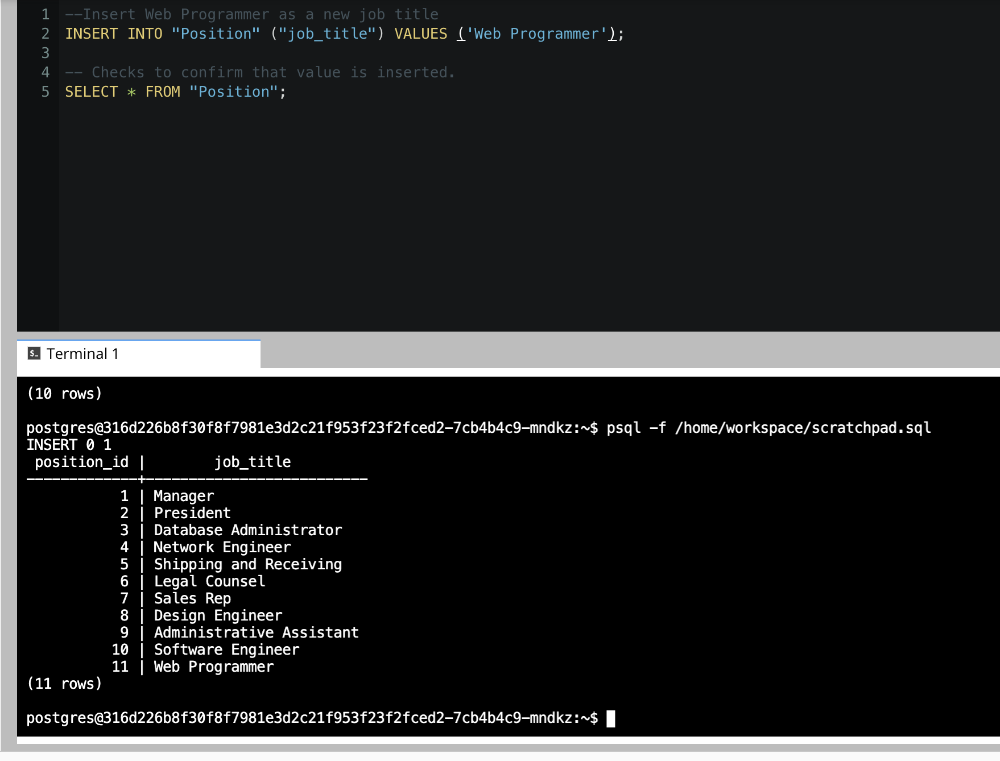 1 --Insert Web Programmer as a new job title
2 INSERT INTO "Position" ("job_title") VALUES ('Web Programmer');
3
4 -- Checks to confirm that value is inserted.
5 SELECT * FROM "Position";
$_ Terminal 1
(10 rows)
postgres@316d226b8f30f8f7981e3d2c21f953f23f2fced2-7cb4b4c9-mndkz:~$ psql -f /home/workspace/scratchpad.sql
INSERT 0 1
 position_id |        job_title
-------------+--------------------------
           1 | Manager
           2 | President
           3 | Database Administrator
           4 | Network Engineer
           5 | Shipping and Receiving
           6 | Legal Counsel
           7 | Sales Rep
           8 | Design Engineer
           9 | Administrative Assistant
          10 | Software Engineer
          11 | Web Programmer
(11 rows)
postgres@316d226b8f30f8f7981e3d2c21f953f23f2fced2-7cb4b4c9-mndkz:~$